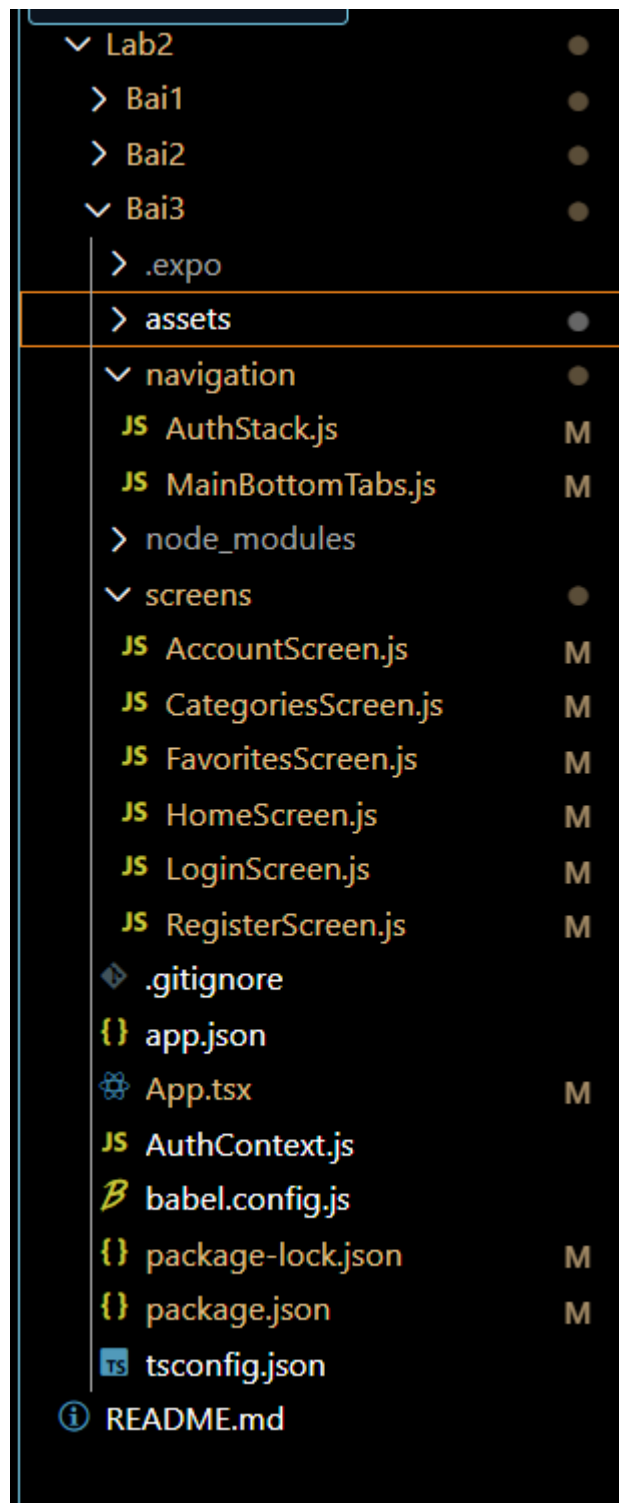 Lab2
Bai1
Bai2
Bai3
.expo
assets
navigation
JS AuthStack.js M
JS MainBottomTabs.js M
node_modules
screens
JS AccountScreen.js M
JS CategoriesScreen.js M
JS FavoritesScreen.js M
JS HomeScreen.js M
JS LoginScreen.js M
JS RegisterScreen.js M
.gitignore
{} app.json
App.tsx M
JS AuthContext.js
B babel.config.js
{} package-lock.json M
{} package.json M
TS tsconfig.json
README.md